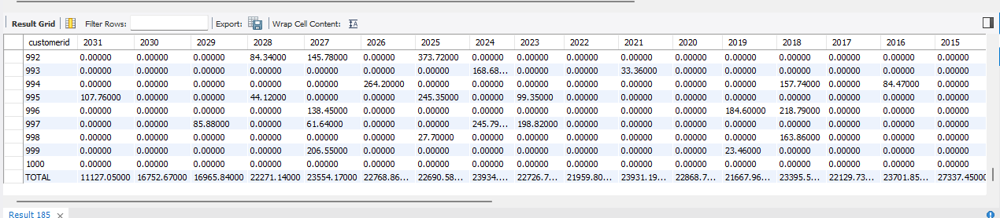 Result Grid Filter Rows: Export: Wrap Cell Content:
customerid 2031 2030 2029 2028 2027 2026 2025 2024 2023 2022 2021 2020 2019 2018 2017 2016 2015
992 0.00000 0.00000 0.00000 84.34000 145.78000 0.00000 373.72000 0.00000 0.00000 0.00000 0.00000 0.00000 0.00000 0.00000 0.00000 0.00000 0.00000
993 0.00000 0.00000 0.00000 0.00000 0.00000 0.00000 0.00000 168.68... 0.00000 0.00000 33.36000 0.00000 0.00000 0.00000 0.00000 0.00000 0.00000
994 0.00000 0.00000 0.00000 0.00000 0.00000 264.20000 0.00000 0.00000 0.00000 0.00000 0.00000 0.00000 0.00000 157.74000 0.00000 84.47000 0.00000
995 107.76000 0.00000 0.00000 44.12000 0.00000 0.00000 245.35000 0.00000 99.35000 0.00000 0.00000 0.00000 0.00000 0.00000 0.00000 0.00000 0.00000
996 0.00000 0.00000 0.00000 0.00000 138.45000 0.00000 0.00000 0.00000 0.00000 0.00000 0.00000 0.00000 184.60000 218.79000 0.00000 0.00000 0.00000
997 0.00000 0.00000 85.88000 0.00000 61.64000 0.00000 0.00000 245.79... 198.82000 0.00000 0.00000 0.00000 0.00000 0.00000 0.00000 0.00000 0.00000
998 0.00000 0.00000 0.00000 0.00000 0.00000 0.00000 27.70000 0.00000 0.00000 0.00000 0.00000 0.00000 0.00000 163.86000 0.00000 0.00000 0.00000
999 0.00000 0.00000 0.00000 0.00000 206.55000 0.00000 0.00000 0.00000 0.00000 0.00000 0.00000 0.00000 23.46000 0.00000 0.00000 0.00000 0.00000
1000 0.00000 0.00000 0.00000 0.00000 0.00000 0.00000 0.00000 0.00000 0.00000 0.00000 0.00000 0.00000 0.00000 0.00000 0.00000 0.00000 0.00000
TOTAL 11127.05000 16752.67000 16965.84000 22271.14000 23554.17000 22768.86... 22690.58... 23934.... 22726.7... 21959.80... 23931.19... 22868.7... 21667.96... 23395.5... 22129.73... 23701.85... 27337.45000
Result 185